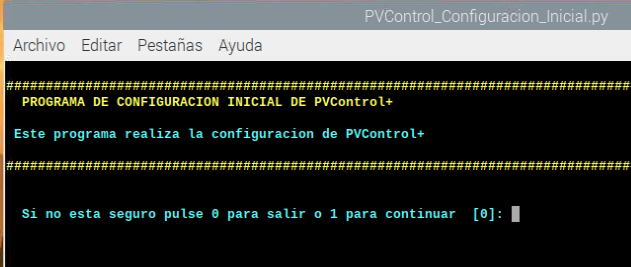 PVControl_Configuracion_Inicial.py
Archivo Editar Pestañas Ayuda
################################################################################
PROGRAMA DE CONFIGURACION INICIAL DE PVControl+
Este programa realiza la configuracion de PVControl+
################################################################################
Si no esta seguro pulse 0 para salir o 1 para continuar [0]: